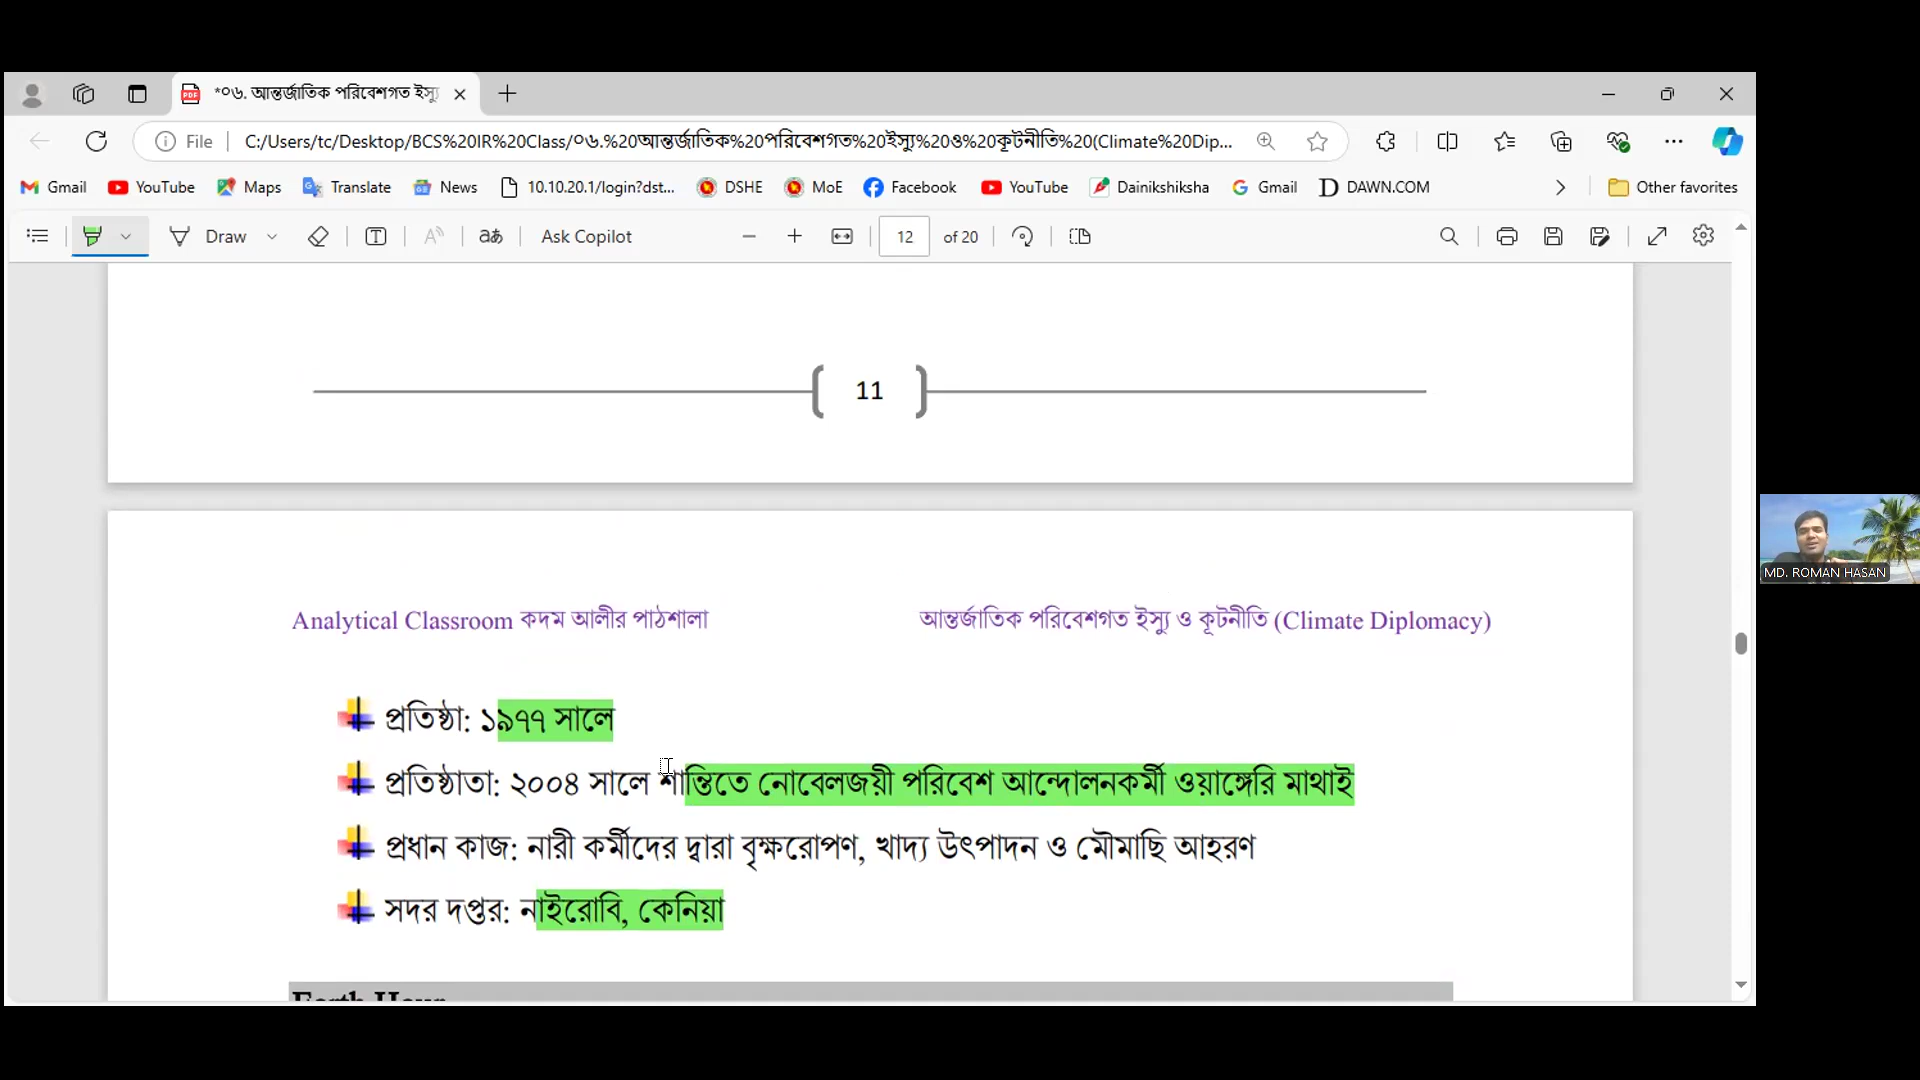 *০৬. আন্তর্জাতিক পরিবেশগত ইস্যু
File C:/Users/tc/Desktop/BCS%20IR%20Class/০৬.%20আন্তর্জাতিক%20পরিবেশগত%20ইস্যু%20ও%20কূটনীতি%20(Climate%20Dip...
Gmail YouTube Maps Translate News 10.10.20.1/login?dst... DSHE MoE Facebook YouTube Dainikshiksha Gmail DAWN.COM Other favorites
Draw Ask Copilot 12 of 20
11
Analytical Classroom কদম আলীর পাঠশালা আন্তর্জাতিক পরিবেশগত ইস্যু ও কূটনীতি (Climate Diplomacy)
প্রতিষ্ঠা: ১৯৭৭ সালে
প্রতিষ্ঠাতা: ২০০৪ সালে শান্তিতে নোবেলজয়ী পরিবেশ আন্দোলনকর্মী ওয়াঙ্গেরি মাথাই
প্রধান কাজ: নারী কর্মীদের দ্বারা বৃক্ষরোপণ, খাদ্য উৎপাদন ও মৌমাছি আহরণ
সদর দপ্তর: নাইরোবি, কেনিয়া
Earth Hour
MD. ROMAN HASAN